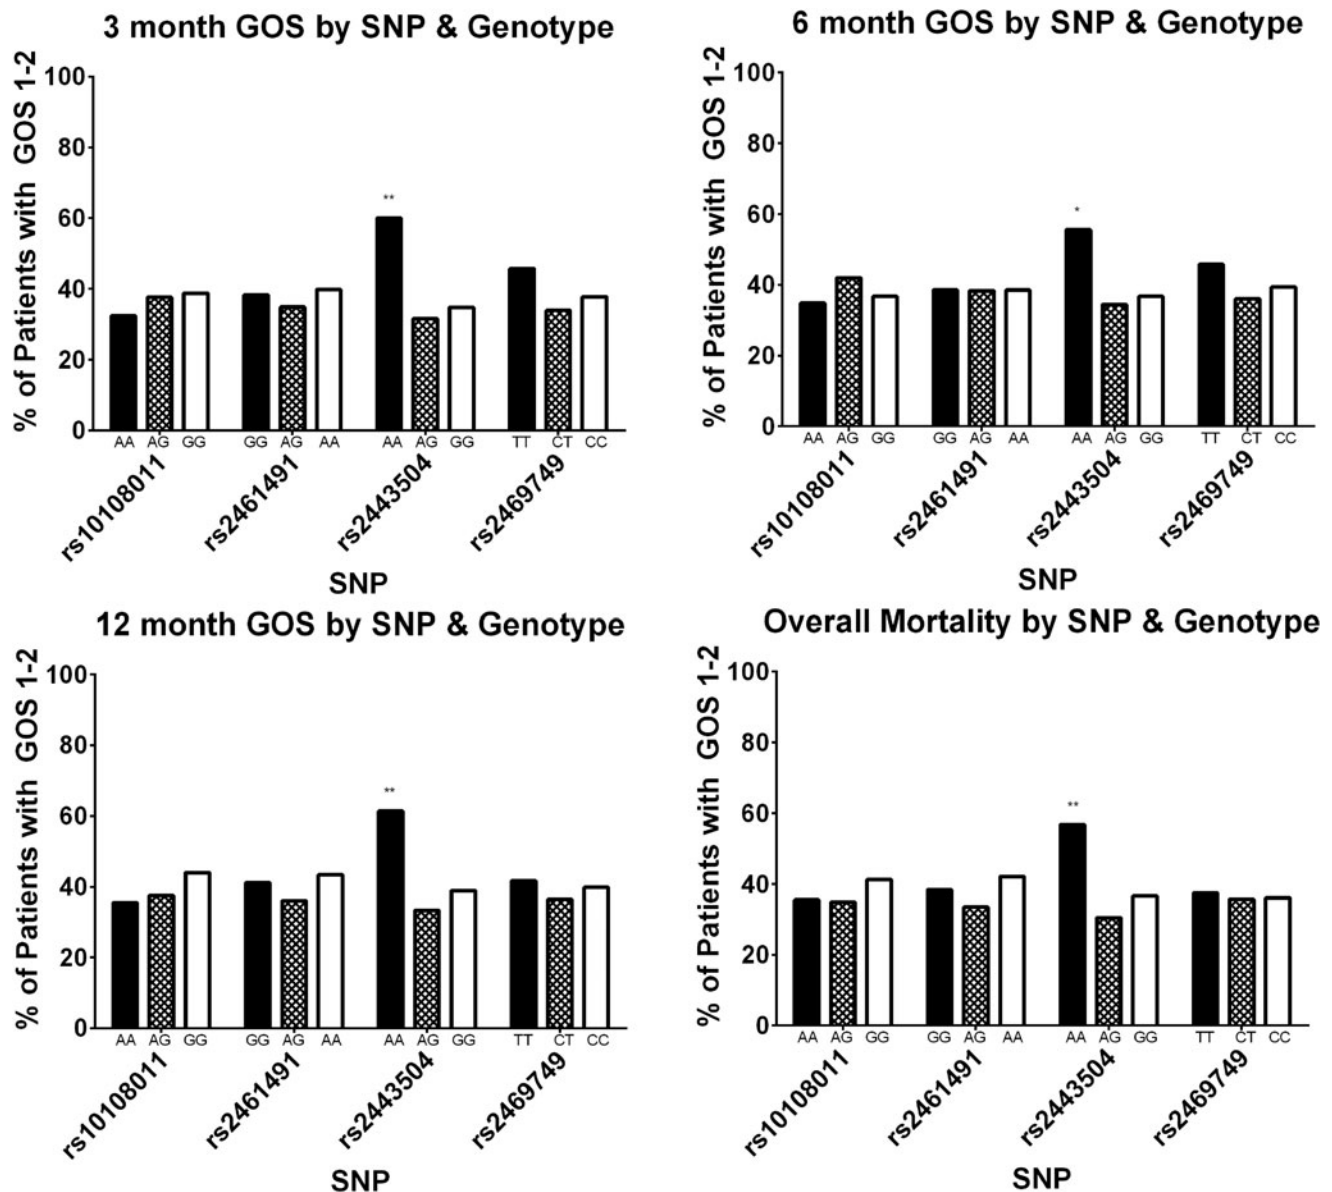 3 month GOS by SNP & Genotype
% of Patients with GOS 1-2
100
80
60
40
20
0
**
AA AG GG GG AG AA AA AG GG TT CT CC
rs10108011 rs2461491 rs2443504 rs2469749
SNP
6 month GOS by SNP & Genotype
% of Patients with GOS 1-2
100
80
60
40
20
0
*
AA AG GG GG AG AA AA AG GG TT CT CC
rs10108011 rs2461491 rs2443504 rs2469749
SNP
12 month GOS by SNP & Genotype
% of Patients with GOS 1-2
100
80
60
40
20
0
**
AA AG GG GG AG AA AA AG GG TT CT CC
rs10108011 rs2461491 rs2443504 rs2469749
SNP
Overall Mortality by SNP & Genotype
% of Patients with GOS 1-2
100
80
60
40
20
0
**
AA AG GG GG AG AA AA AG GG TT CT CC
rs10108011 rs2461491 rs2443504 rs2469749
SNP